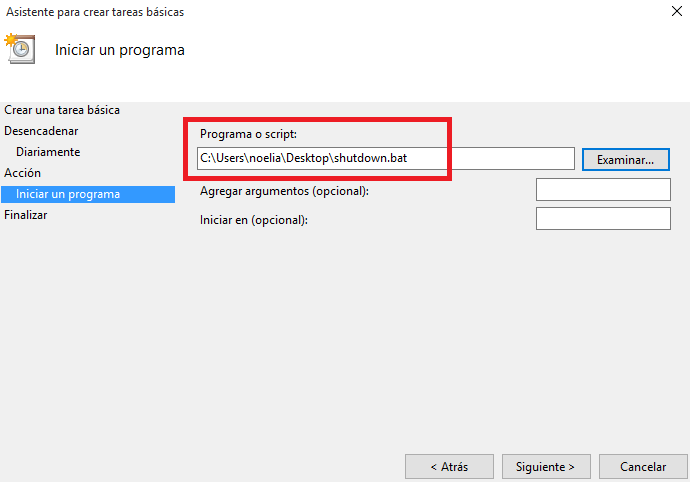 Asistente para crear tareas básicas
Iniciar un programa
Crear una tarea básica
Desencadenar
Diariamente
Acción
Iniciar un programa
Finalizar
Programa o script:
C:\Users\noelia\Desktop\shutdown.bat
Examinar...
Agregar argumentos (opcional):
Iniciar en (opcional):
< Atrás
Siguiente >
Cancelar